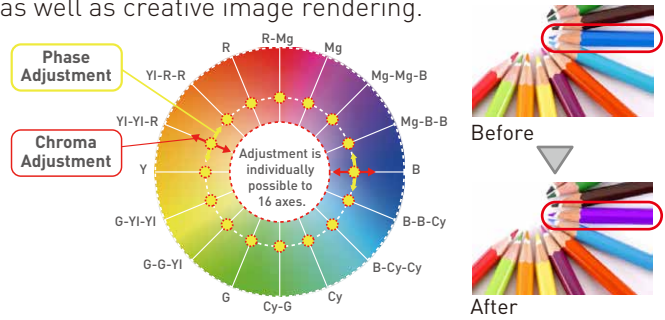 as well as creative image rendering.
Phase
Adjustment
Chroma
Adjustment
R
R-Mg
Mg
Mg-Mg-B
Mg-B-B
B
B-B-Cy
B-Cy-Cy
Cy
Cy-G
G
G-G-Yl
G-Yl-Yl
Y
Yl-Yl-R
Yl-R-R
Adjustment is
individually
possible to
16 axes.
Before
After